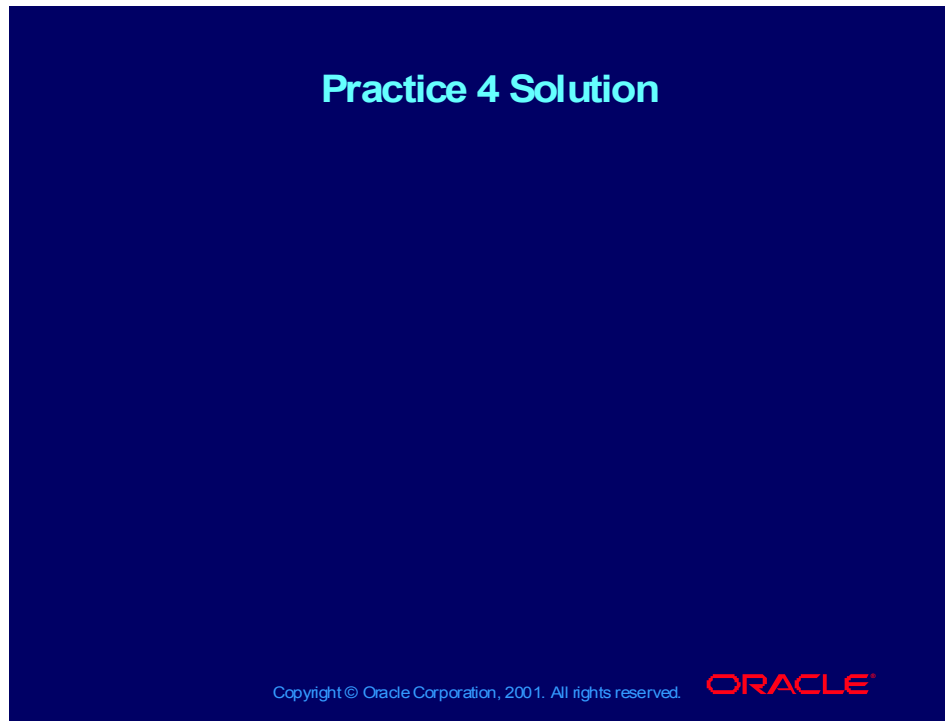 Practice 4 Solution
Copyright © Oracle Corporation, 2001. All rights reserved.
ORACLE®